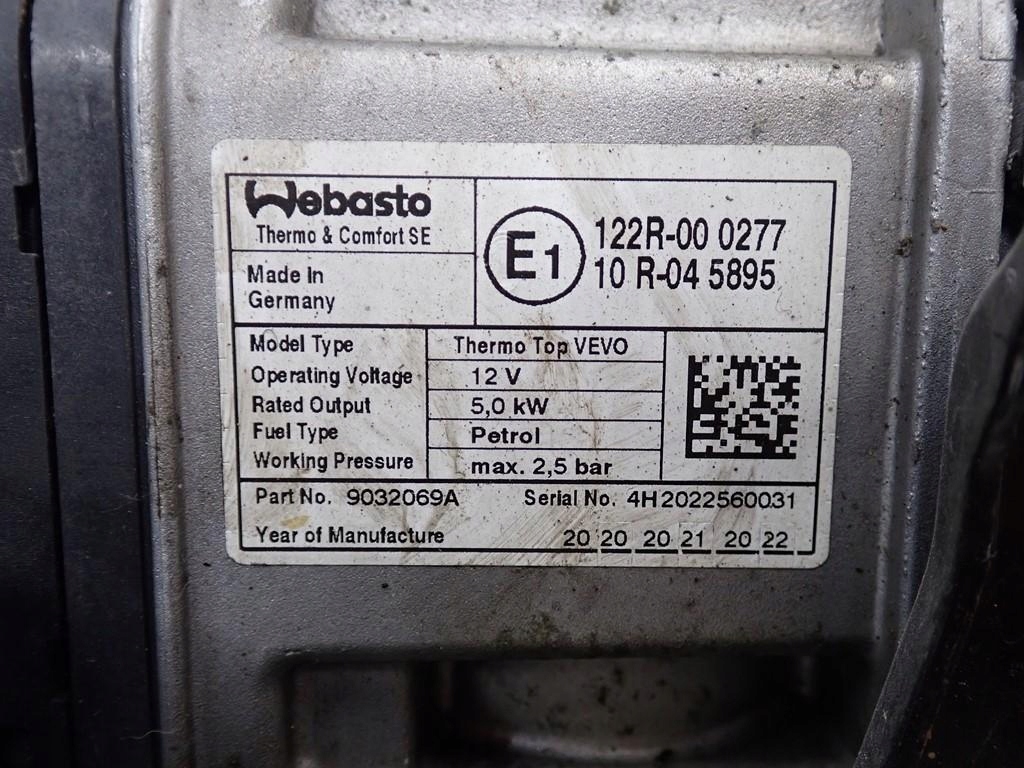 Webasto
Thermo & Comfort SE
Made In
Germany
E1
122R-00 0277
10 R-04 5895
Model Type Thermo Top VEVO
Operating Voltage 12 V
Rated Output 5,0 kW
Fuel Type Petrol
Working Pressure max. 2,5 bar
Part No. 9032069A Serial No. 4H2022560031
Year of Manufacture 20 20 20 21 20 22